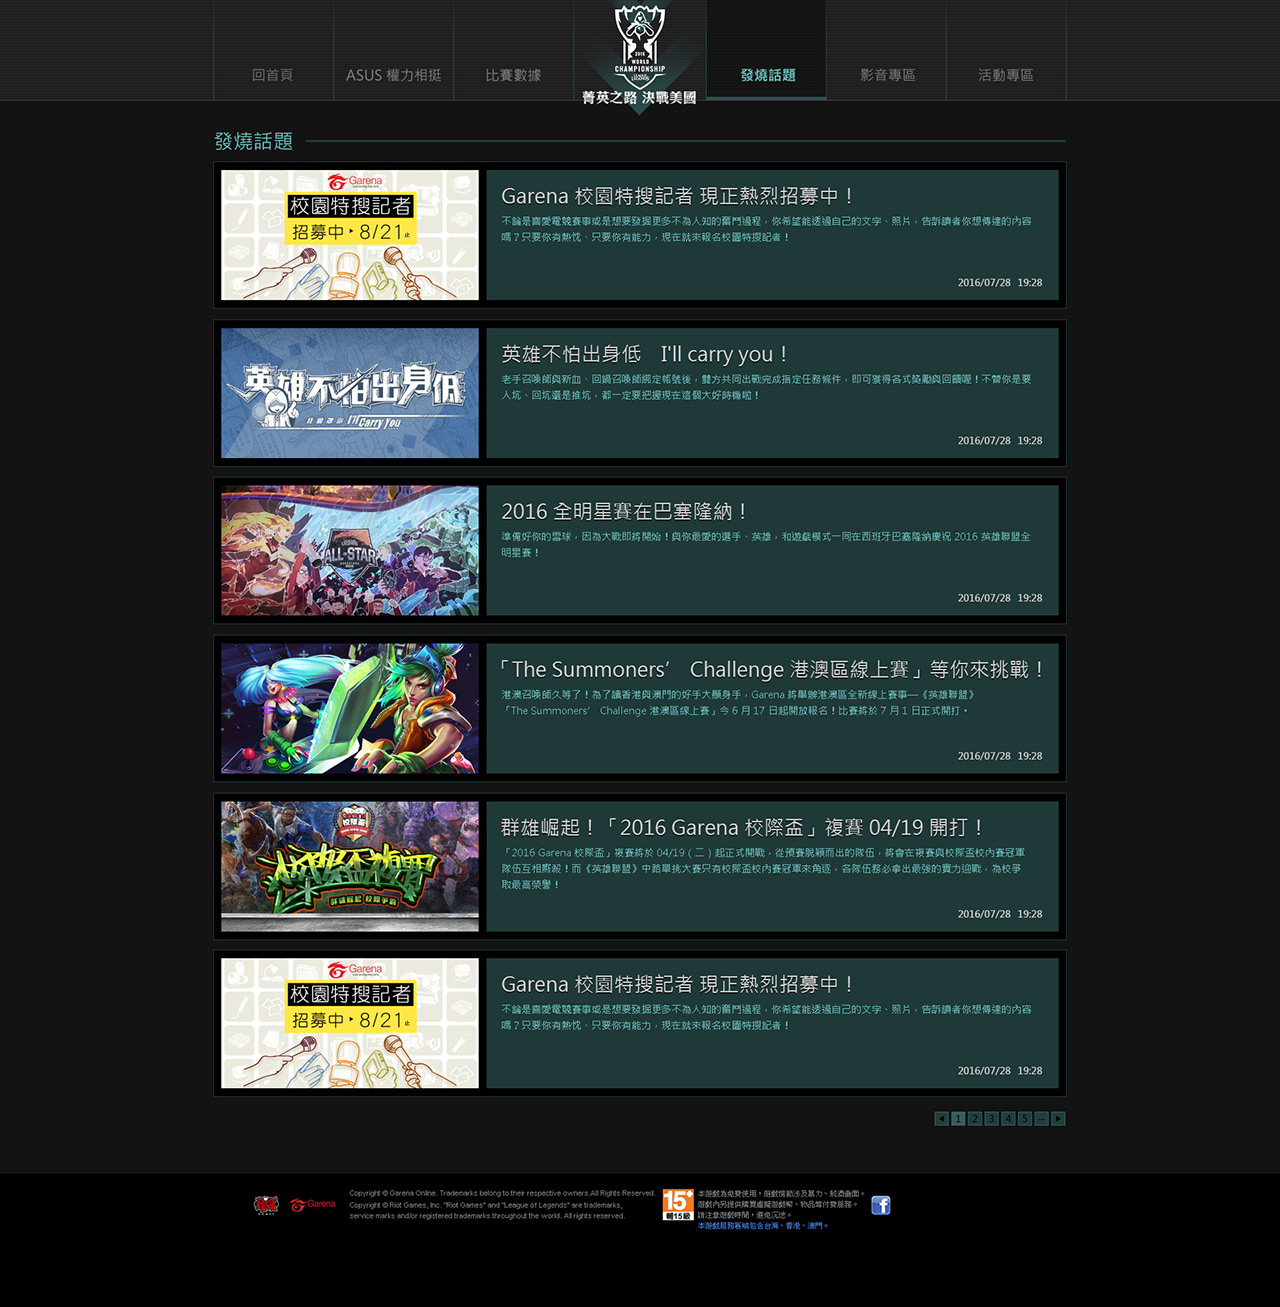 回首頁
ASUS 權力相挺
比賽數據
2016
WORLD
CHAMPIONSHIP
菁英之路 決戰美國
發燒話題
影音專區
活動專區
發燒話題
Garena
校園特搜記者
招募中▸8/21止
Garena 校園特搜記者 現正熱烈招募中！
不論是喜愛電競賽事或是想要發掘更多不為人知的奮鬥過程，你希望能透過自己的文字、照片，告訴讀者你想傳達的內容
嗎？只要你有熱忱、只要你有能力，現在就來報名校園特搜記者！
2016/07/28 19:28
英雄不怕出身低
我會帶你 I'll Carry You...
英雄不怕出身低　I'll carry you！
老手召喚師與新血、回鍋召喚師綁定帳號後，雙方共同出戰完成指定任務條件，即可獲得各式獎勵與回饋喔！不管你是要
入坑、回坑還是推坑，都一定要把握現在這個大好時機啦！
2016/07/28 19:28
ALL-STAR
2016 全明星賽在巴塞隆納！
準備好你的雪球，因為大戰即將開始！與你最愛的選手、英雄，和遊戲模式一同在西班牙巴塞隆納慶祝 2016 英雄聯盟全
明星賽！
2016/07/28 19:28
「The Summoners’ Challenge 港澳區線上賽」等你來挑戰！
港澳召喚師久等了！為了讓香港與澳門的好手大顯身手，Garena 將舉辦港澳區全新線上賽事—《英雄聯盟》
「The Summoners’ Challenge 港澳區線上賽」今 6 月 17 日起開放報名！比賽將於 7 月 1 日正式開打。
2016/07/28 19:28
校際盃
群雄崛起 校際爭霸
群雄崛起！「2016 Garena 校際盃」複賽 04/19 開打！
「2016 Garena 校際盃」複賽將於 04/19（二）起正式開戰，從預賽脫穎而出的隊伍，將會在複賽與校際盃校內賽冠軍
隊伍互相廝殺！而《英雄聯盟》中路單挑大賽只有校際盃校內賽冠軍來角逐，各隊伍務必拿出最強的實力迎戰，為校爭
取最高榮譽！
2016/07/28 19:28
Garena
校園特搜記者
招募中▸8/21止
Garena 校園特搜記者 現正熱烈招募中！
不論是喜愛電競賽事或是想要發掘更多不為人知的奮鬥過程，你希望能透過自己的文字、照片，告訴讀者你想傳達的內容
嗎？只要你有熱忱、只要你有能力，現在就來報名校園特搜記者！
2016/07/28 19:28
◀ 1 2 3 4 5 ... ▶
Garena
Copyright © Garena Online. Trademarks belong to their respective owners.All Rights Reserved.
Copyright © Riot Games, Inc. "Riot Games" and "League of Legends" are trademarks,
service marks and/or registered trademarks throughout the world. All rights reserved.
15+
輔15級
本遊戲為免費使用，遊戲情節涉及暴力、菸酒畫面。
遊戲內另提供購買虛擬遊戲幣、物品等付費服務。
請注意遊戲時間，避免沉迷。
本遊戲服務區域包含台灣、香港、澳門。
f